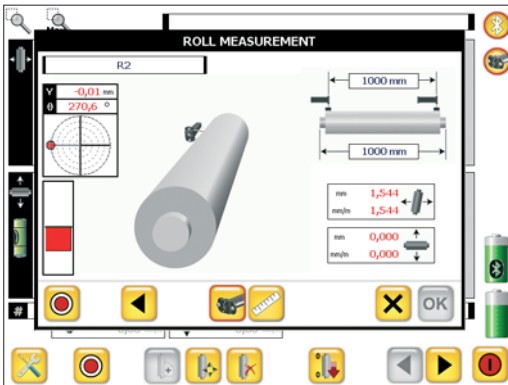 ROLL MEASUREMENT
R2
Y -0,01 mm
θ 270,6 °
1000 mm
1000 mm
mm 1,544
mm/m 1,544
mm 0,000
mm/m 0,000
OK
#